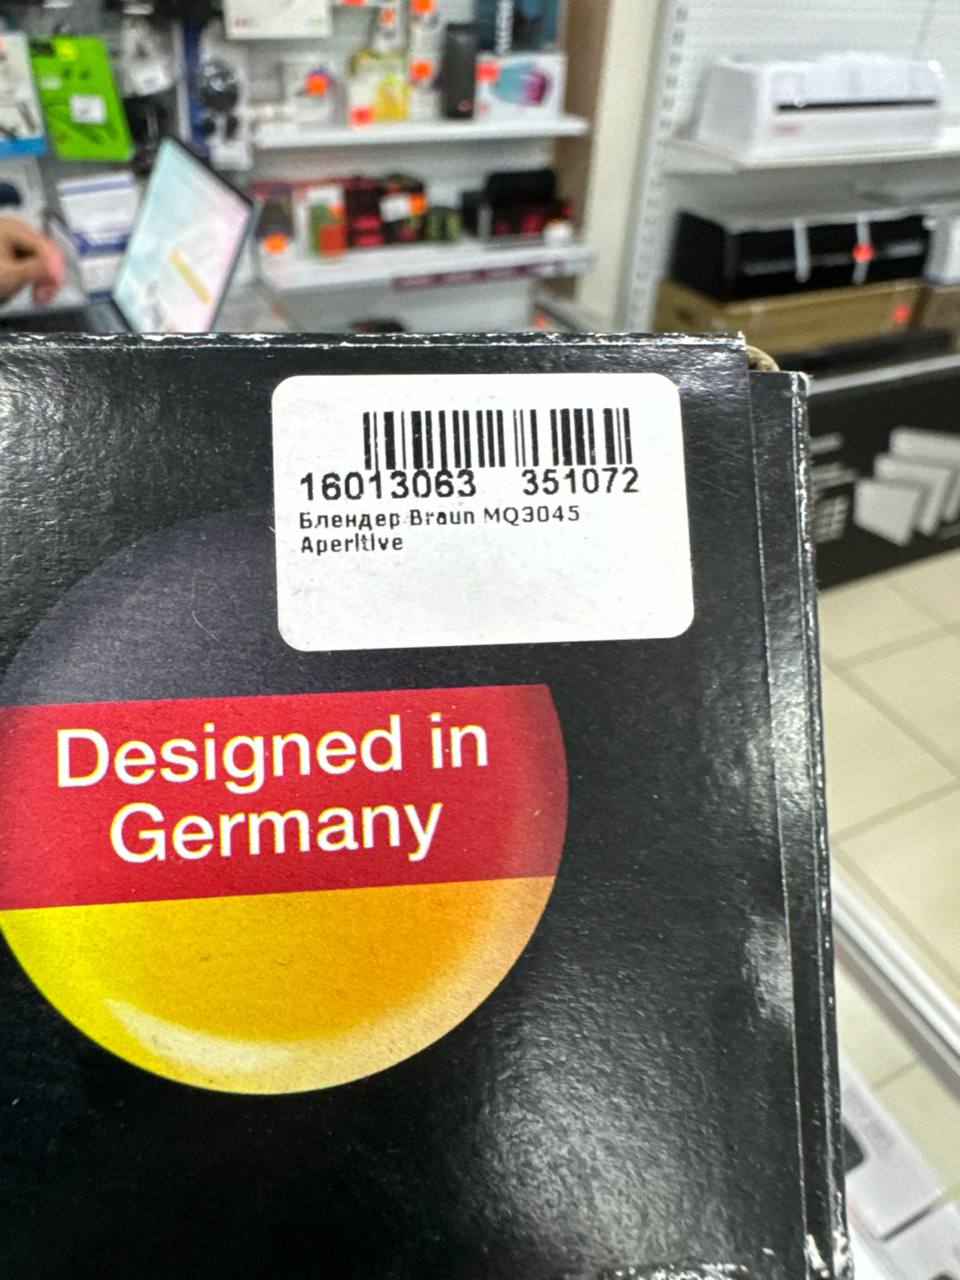 16013063 351072
Блендер Braun MQ3045
Aperitive
Designed in
Germany